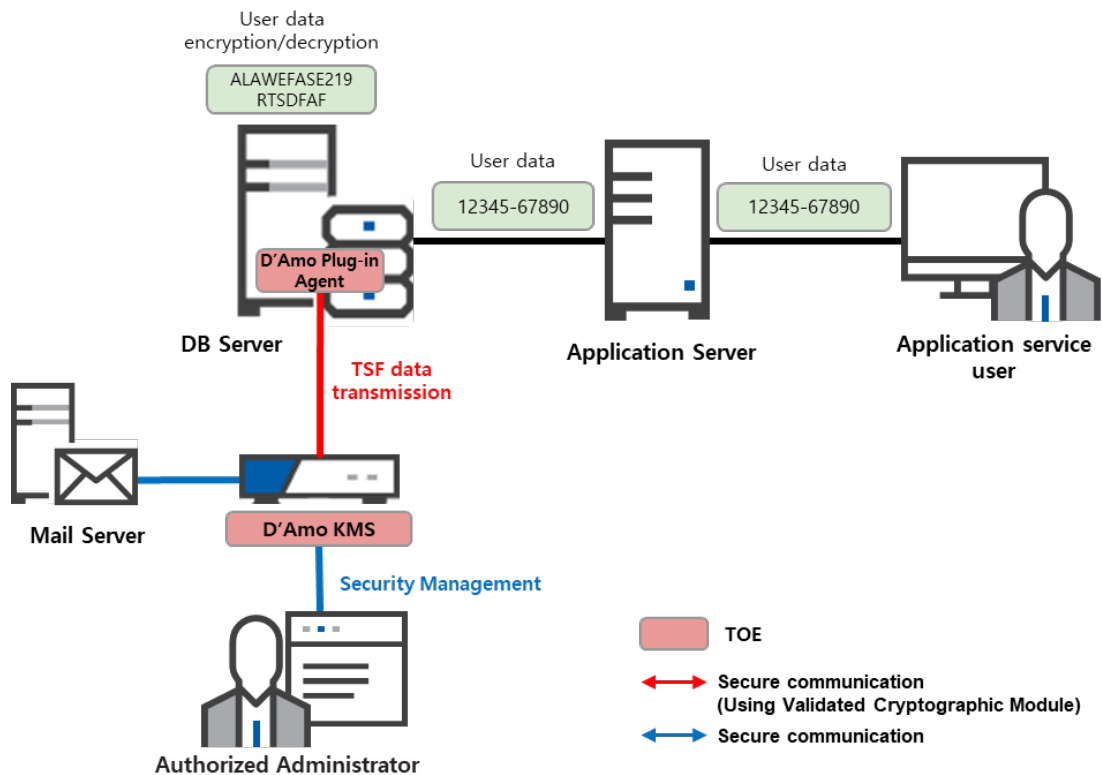 User data
encryption/decryption
ALAWEFASE219
RTSDFAF
User data
12345-67890
User data
12345-67890
D’Amo Plug-in
Agent
DB Server
Application Server
Application service
user
TSF data
transmission
Mail Server
D’Amo KMS
Security Management
Authorized Administrator
TOE
Secure communication
(Using Validated Cryptographic Module)
Secure communication